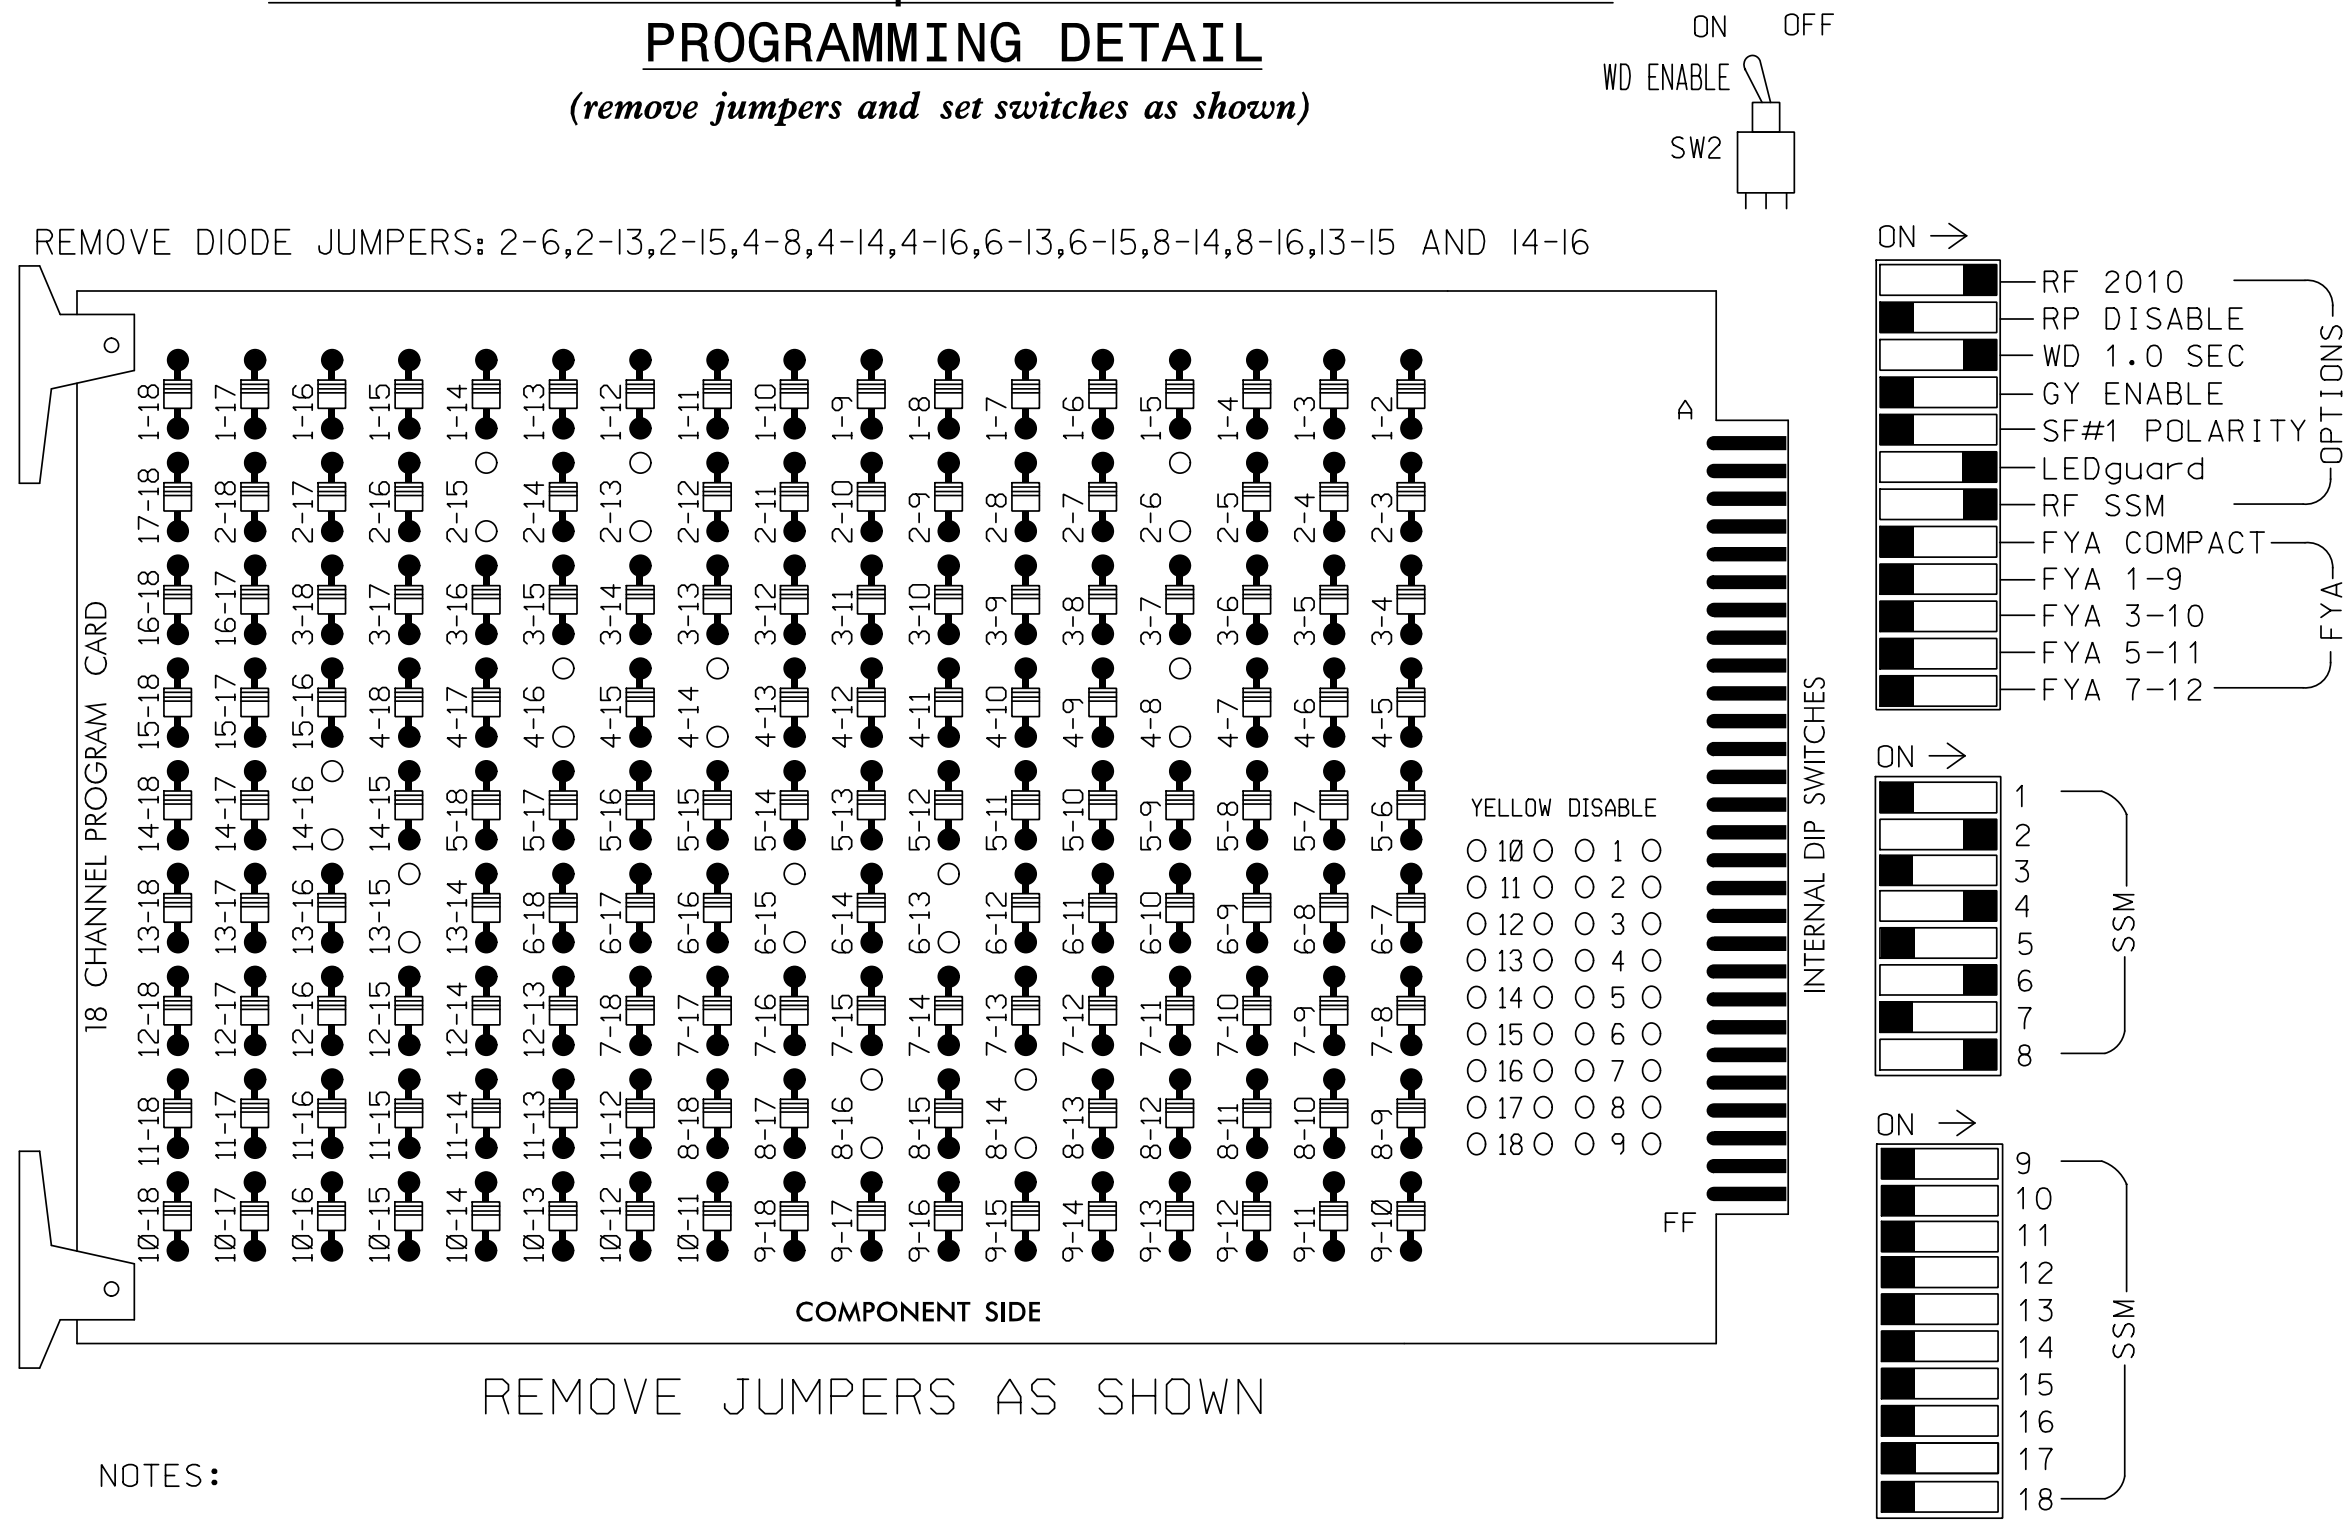 PROGRAMMING DETAIL
(remove jumpers and set switches as shown)
ON OFF
WD ENABLE
SW2
REMOVE DIODE JUMPERS: 2-6,2-13,2-15,4-8,4-14,4-16,6-13,6-15,8-14,8-16,13-15 AND 14-16
18 CHANNEL PROGRAM CARD
1-18 1-17 1-16 1-15 1-14 1-13 1-12 1-11 1-10 1-9 1-8 1-7 1-6 1-5 1-4 1-3 1-2
17-18 2-18 2-17 2-16 2-15 2-14 2-13 2-12 2-11 2-10 2-9 2-8 2-7 2-6 2-5 2-4 2-3
16-18 16-17 3-18 3-17 3-16 3-15 3-14 3-13 3-12 3-11 3-10 3-9 3-8 3-7 3-6 3-5 3-4
15-18 15-17 15-16 4-18 4-17 4-16 4-15 4-14 4-13 4-12 4-11 4-10 4-9 4-8 4-7 4-6 4-5
14-18 14-17 14-16 14-15 5-18 5-17 5-16 5-15 5-14 5-13 5-12 5-11 5-10 5-9 5-8 5-7 5-6
13-18 13-17 13-16 13-15 13-14 6-18 6-17 6-16 6-15 6-14 6-13 6-12 6-11 6-10 6-9 6-8 6-7
12-18 12-17 12-16 12-15 12-14 12-13 7-18 7-17 7-16 7-15 7-14 7-13 7-12 7-11 7-10 7-9 7-8
11-18 11-17 11-16 11-15 11-14 11-13 11-12 8-18 8-17 8-16 8-15 8-14 8-13 8-12 8-11 8-10 8-9
10-18 10-17 10-16 10-15 10-14 10-13 10-12 10-11 9-18 9-17 9-16 9-15 9-14 9-13 9-12 9-11 9-10
A
FF
YELLOW DISABLE
10 1
11 2
12 3
13 4
14 5
15 6
16 7
17 8
18 9
COMPONENT SIDE
INTERNAL DIP SWITCHES
ON →
RF 2010
RP DISABLE
WD 1.0 SEC
GY ENABLE
SF#1 POLARITY
LEDguard
RF SSM
OPTIONS
FYA COMPACT
FYA 1-9
FYA 3-10
FYA 5-11
FYA 7-12
FYA
ON →
1
2
3
4
5
6
7
8
SSM
ON →
9
10
11
12
13
14
15
16
17
18
SSM
REMOVE JUMPERS AS SHOWN
NOTES: